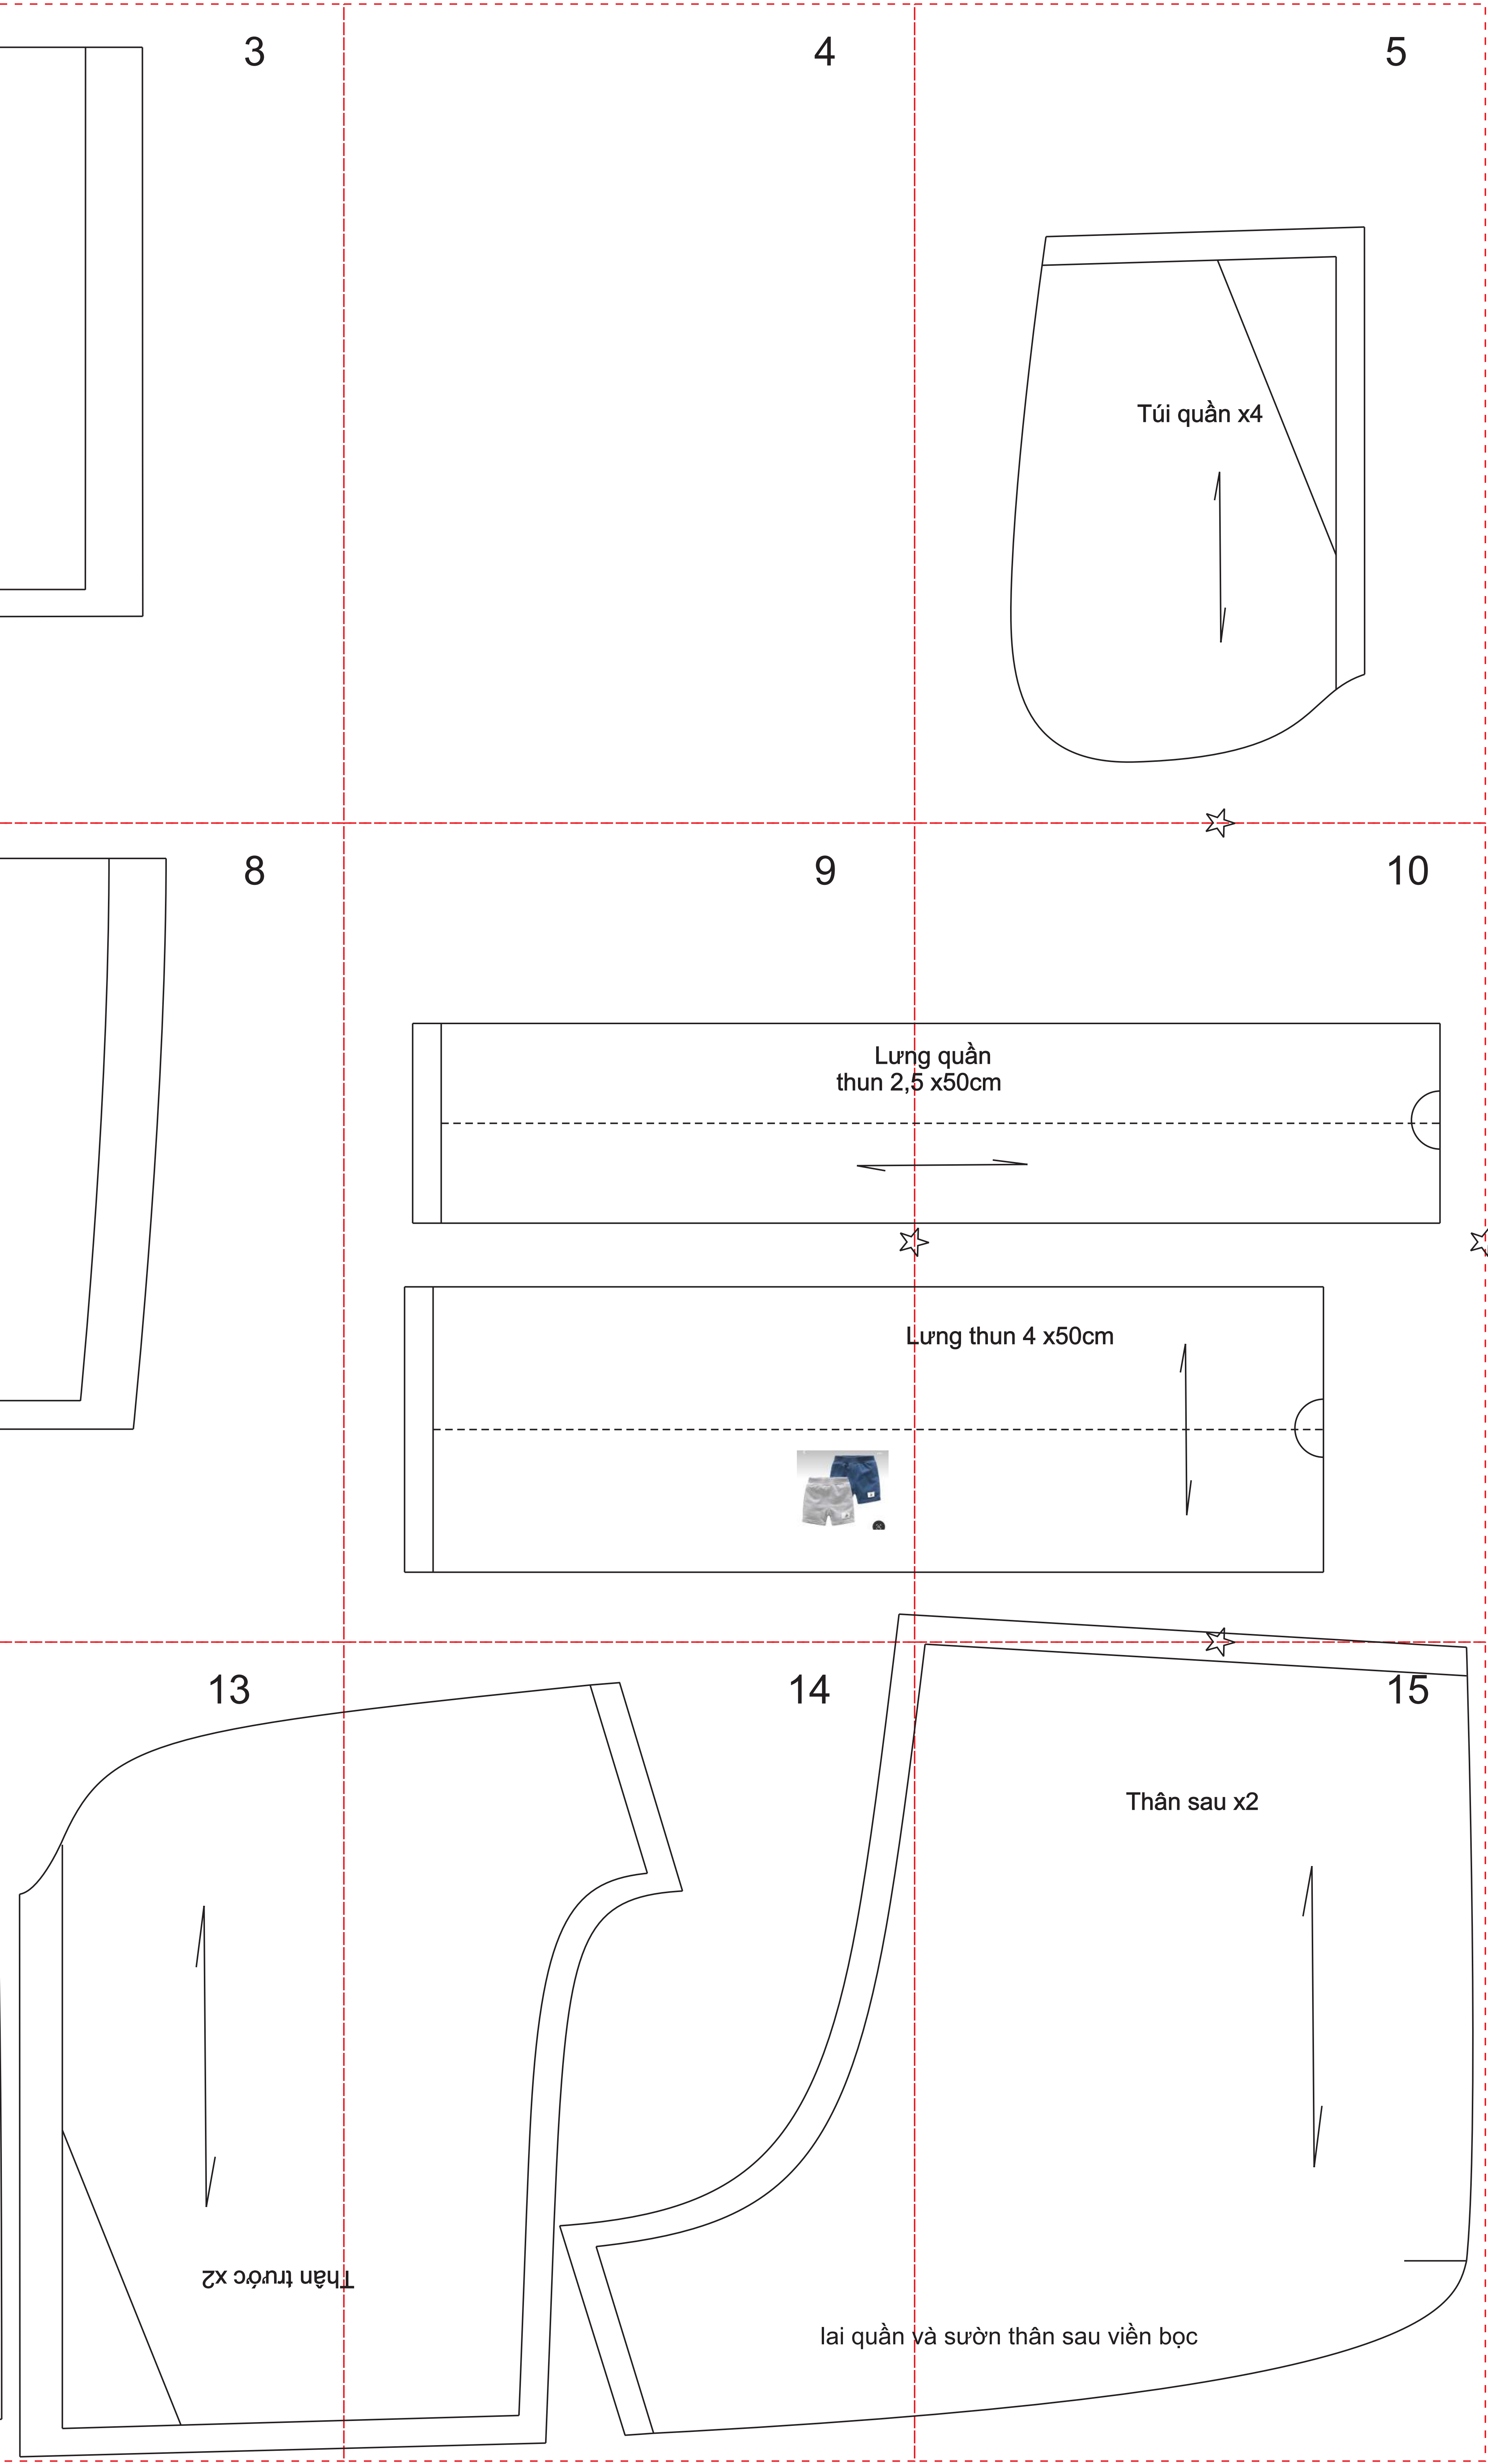 3
4
5
Túi quần x4
8
9
10
Lưng quần
thun 2,5 x50cm
Lưng thun 4 x50cm
13
14
15
Thân sau x2
Thân trước x2
lai quần và sườn thân sau viền bọc